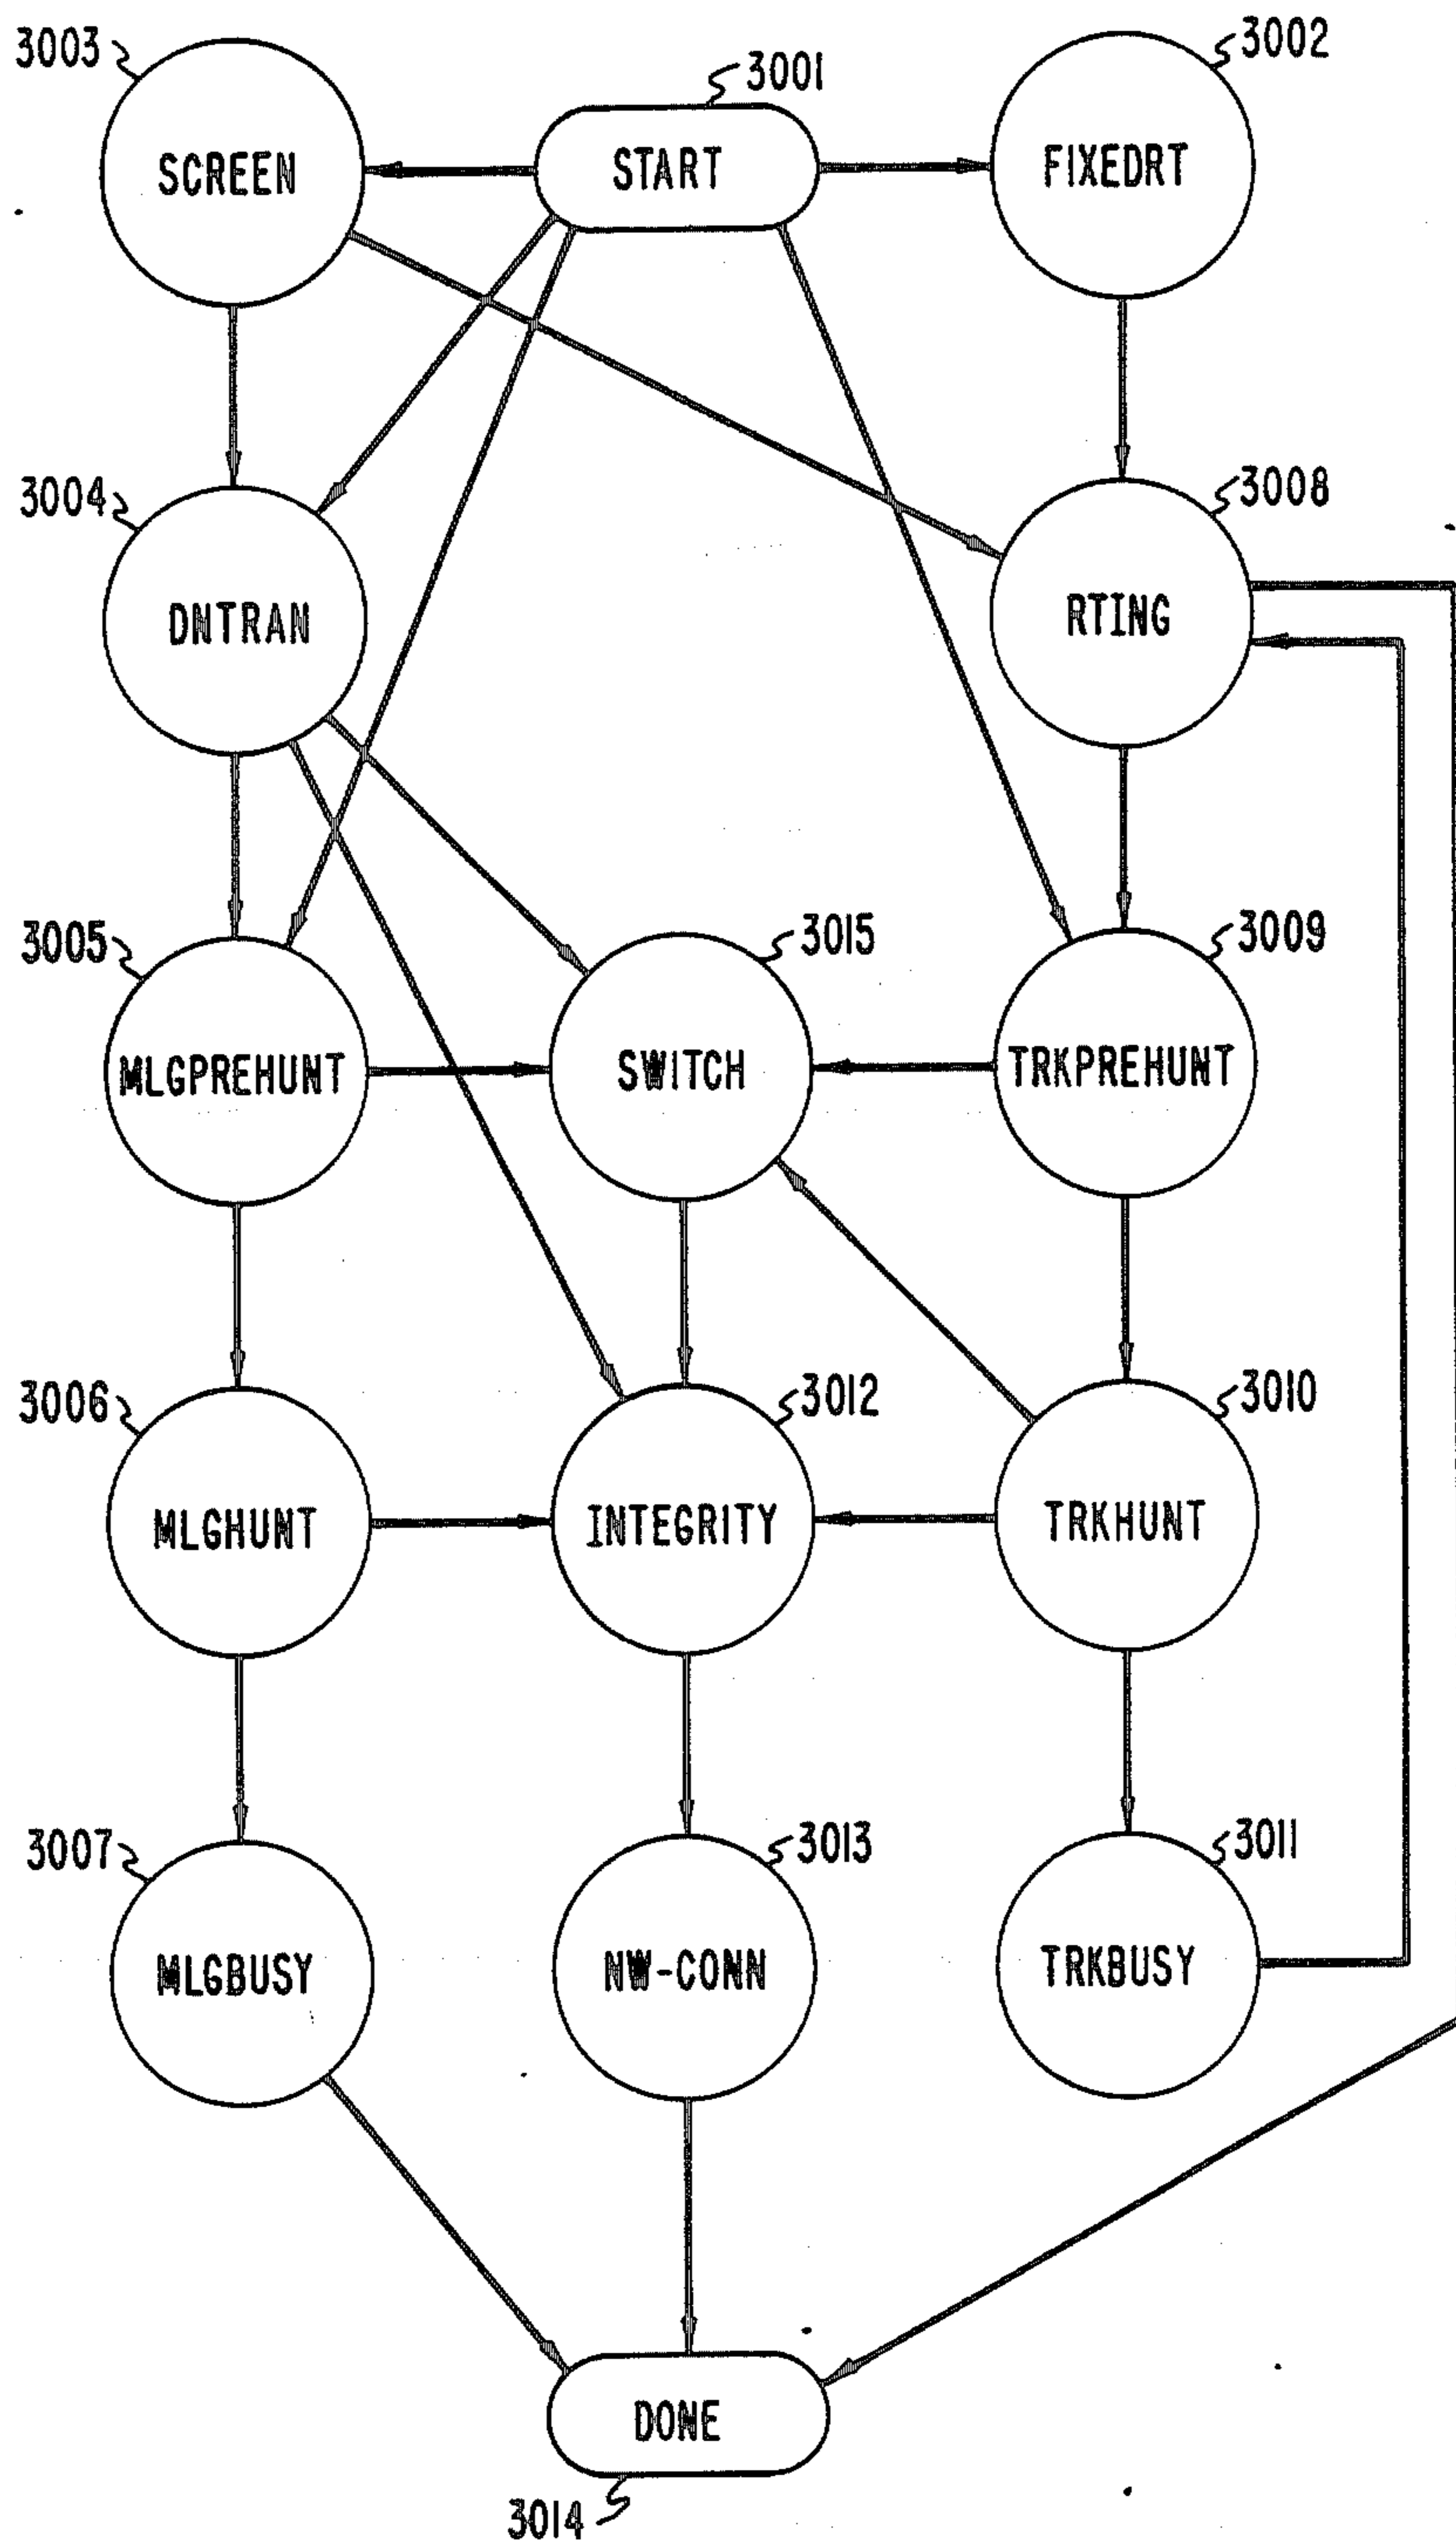 3003
3001
3002
SCREEN
START
FIXEDRT
3004
3008
DNTRAN
RTING
3005
3015
3009
MLGPREHUNT
SWITCH
TRKPREHUNT
3006
3012
3010
MLGHUNT
INTEGRITY
TRKHUNT
3007
3013
3011
MLGBUSY
NW-CONN
TRKBUSY
DONE
3014